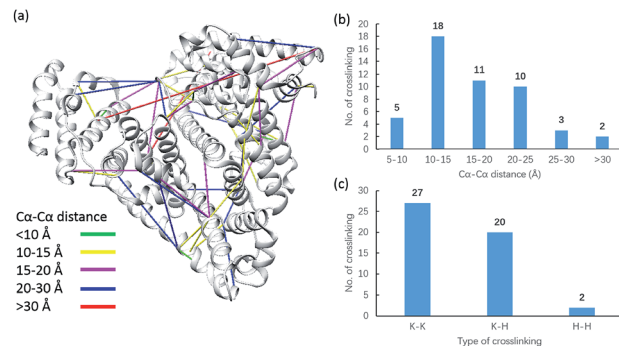 (a)
Cα-Cα distance
<10 Å
10-15 Å
15-20 Å
20-30 Å
>30 Å
(b)
No. of crosslinking
20
18
16
14
12
10
8
6
4
2
0
5
18
11
10
3
2
5-10
10-15
15-20
20-25
25-30
>30
Cα-Cα distance (Å)
(c)
No. of crosslinking
30
25
20
15
10
5
0
27
20
2
K-K
K-H
H-H
Type of crosslinking